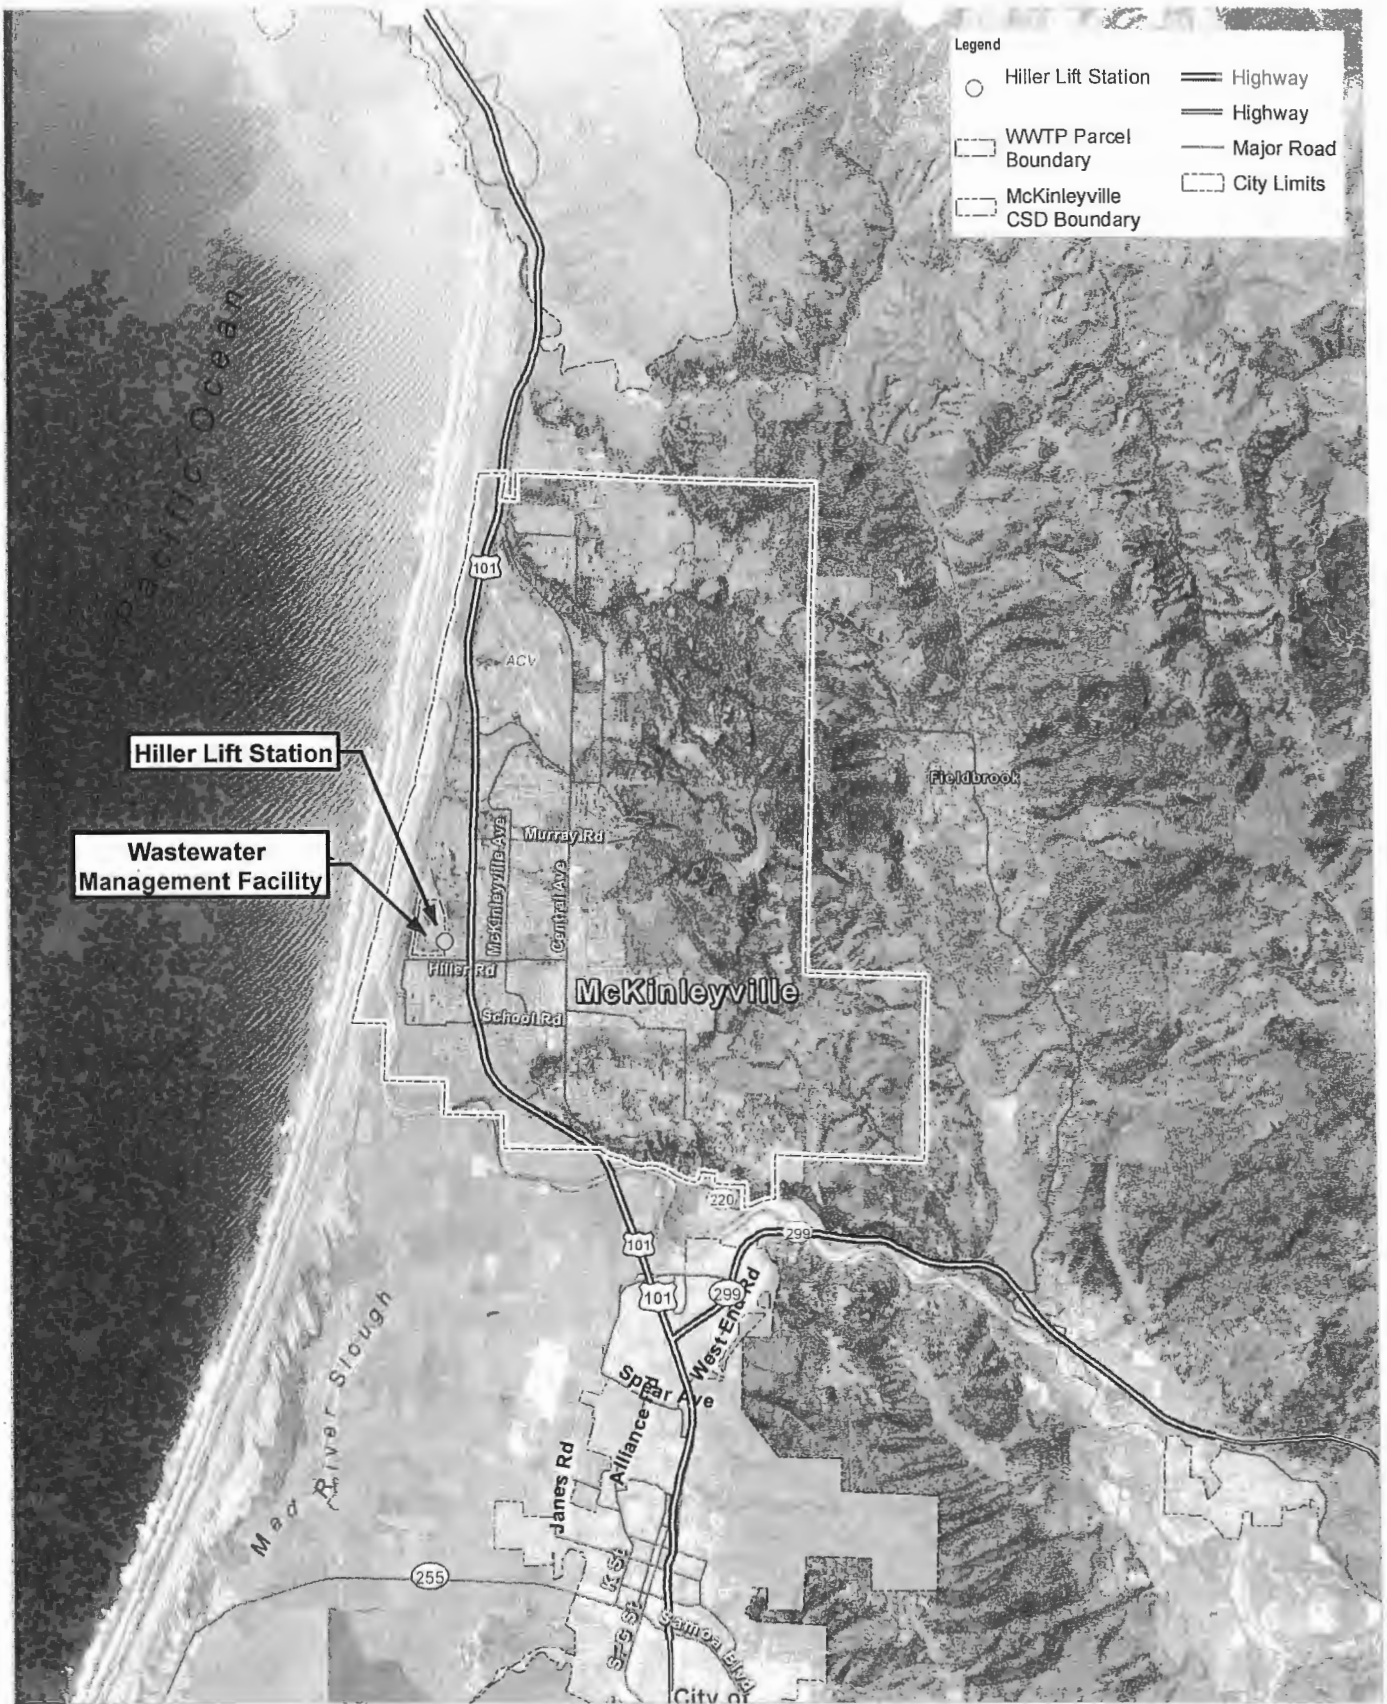 Legend
Hiller Lift Station
WWTP Parcel
Boundary
McKinleyville
CSD Boundary
Highway
Highway
Major Road
City Limits
Pacific Ocean
101
ACV
Hiller Lift Station
Fieldbrook
Wastewater
Management Facility
Murray Rd
McKinleyville Ave
Central Ave
Hiller Rd
McKinleyville
School Rd
220
299
101
101
299
West End Rd
Mad River Slough
Spear Ave
Alliance Rd
Janes Rd
255
K St
S G St
Samoa Blvd
City of